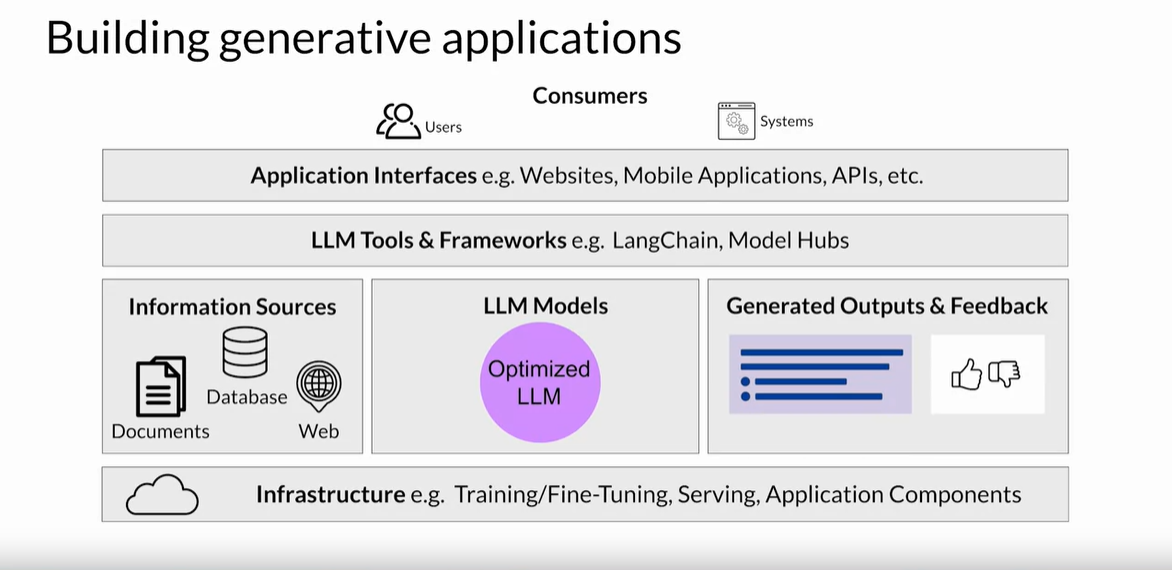 Building generative applications
Consumers
Users
Systems
Application Interfaces e.g. Websites, Mobile Applications, APIs, etc.
LLM Tools & Frameworks e.g. LangChain, Model Hubs
Information Sources
Database
Documents
Web
LLM Models
Optimized
LLM
Generated Outputs & Feedback
Infrastructure e.g. Training/Fine-Tuning, Serving, Application Components